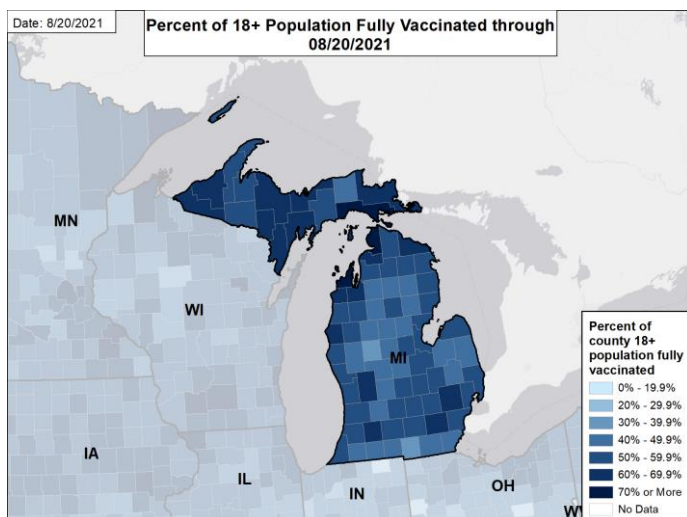 Date: 8/20/2021
Percent of 18+ Population Fully Vaccinated through
08/20/2021
MN
WI
MI
IA
IL
IN
OH
WV
Percent of
county 18+
population fully
vaccinated
0% - 19.9%
20% - 29.9%
30% - 39.9%
40% - 49.9%
50% - 59.9%
60% - 69.9%
70% or More
No Data